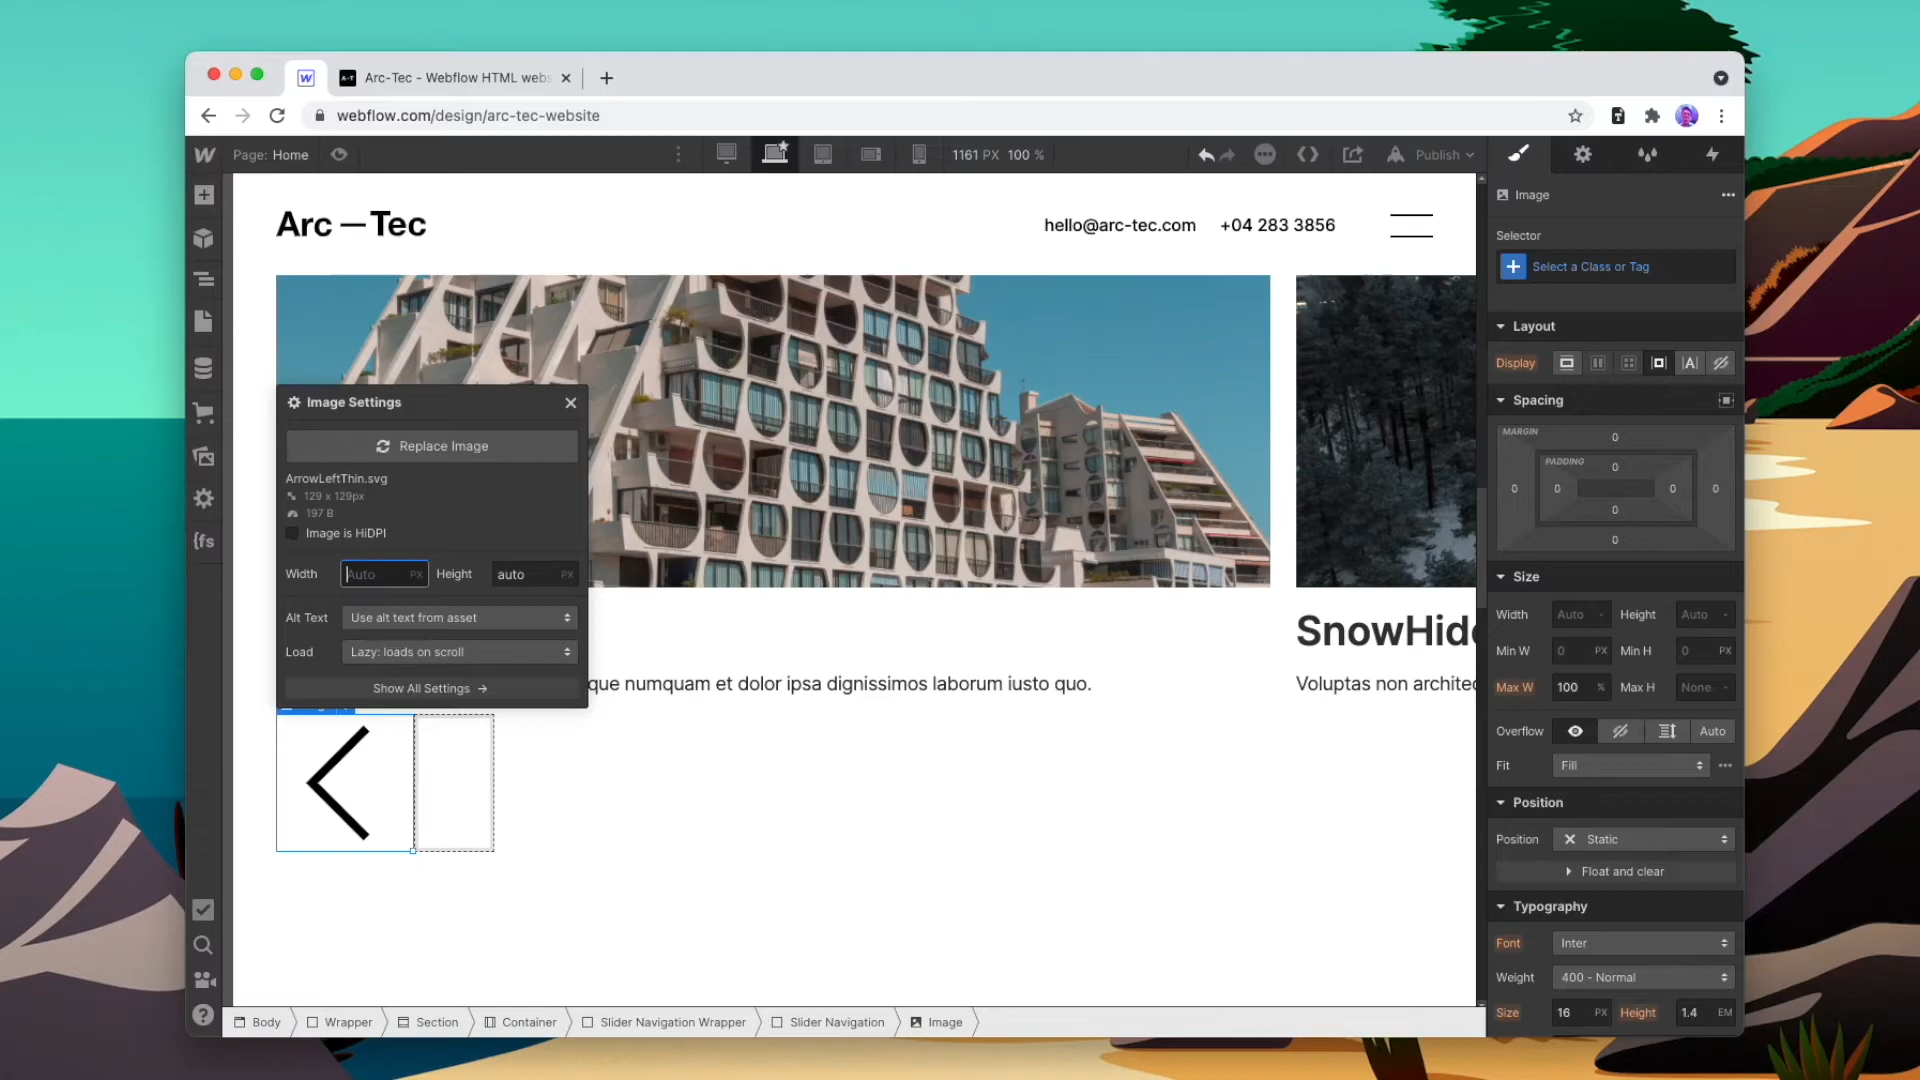 Arc-Tec - Webflow HTML webs
webflow.com/design/arc-tec-website
Page: Home
1161 PX 100 %
Publish
Arc — Tec
hello@arc-tec.com +04 283 3856
Image Settings
Replace Image
ArrowLeftThin.svg
129 x 129px
197 B
Image is HiDPI
Width Auto PX Height auto PX
Alt Text Use alt text from asset
Load Lazy: loads on scroll
Show All Settings
que numquam et dolor ipsa dignissimos laborum iusto quo.
SnowHid
Voluptas non architec
Image
Selector
Select a Class or Tag
Layout
Display
Spacing
MARGIN
0
PADDING
0
0 0 0 0
0
0
Size
Width Auto - Height Auto -
Min W 0 PX Min H 0 PX
Max W 100 % Max H None -
Overflow Auto
Fit Fill
Position
Position Static
Float and clear
Typography
Font Inter
Weight 400 - Normal
Size 16 PX Height 1.4 EM
Body Wrapper Section Container Slider Navigation Wrapper Slider Navigation Image
{fs